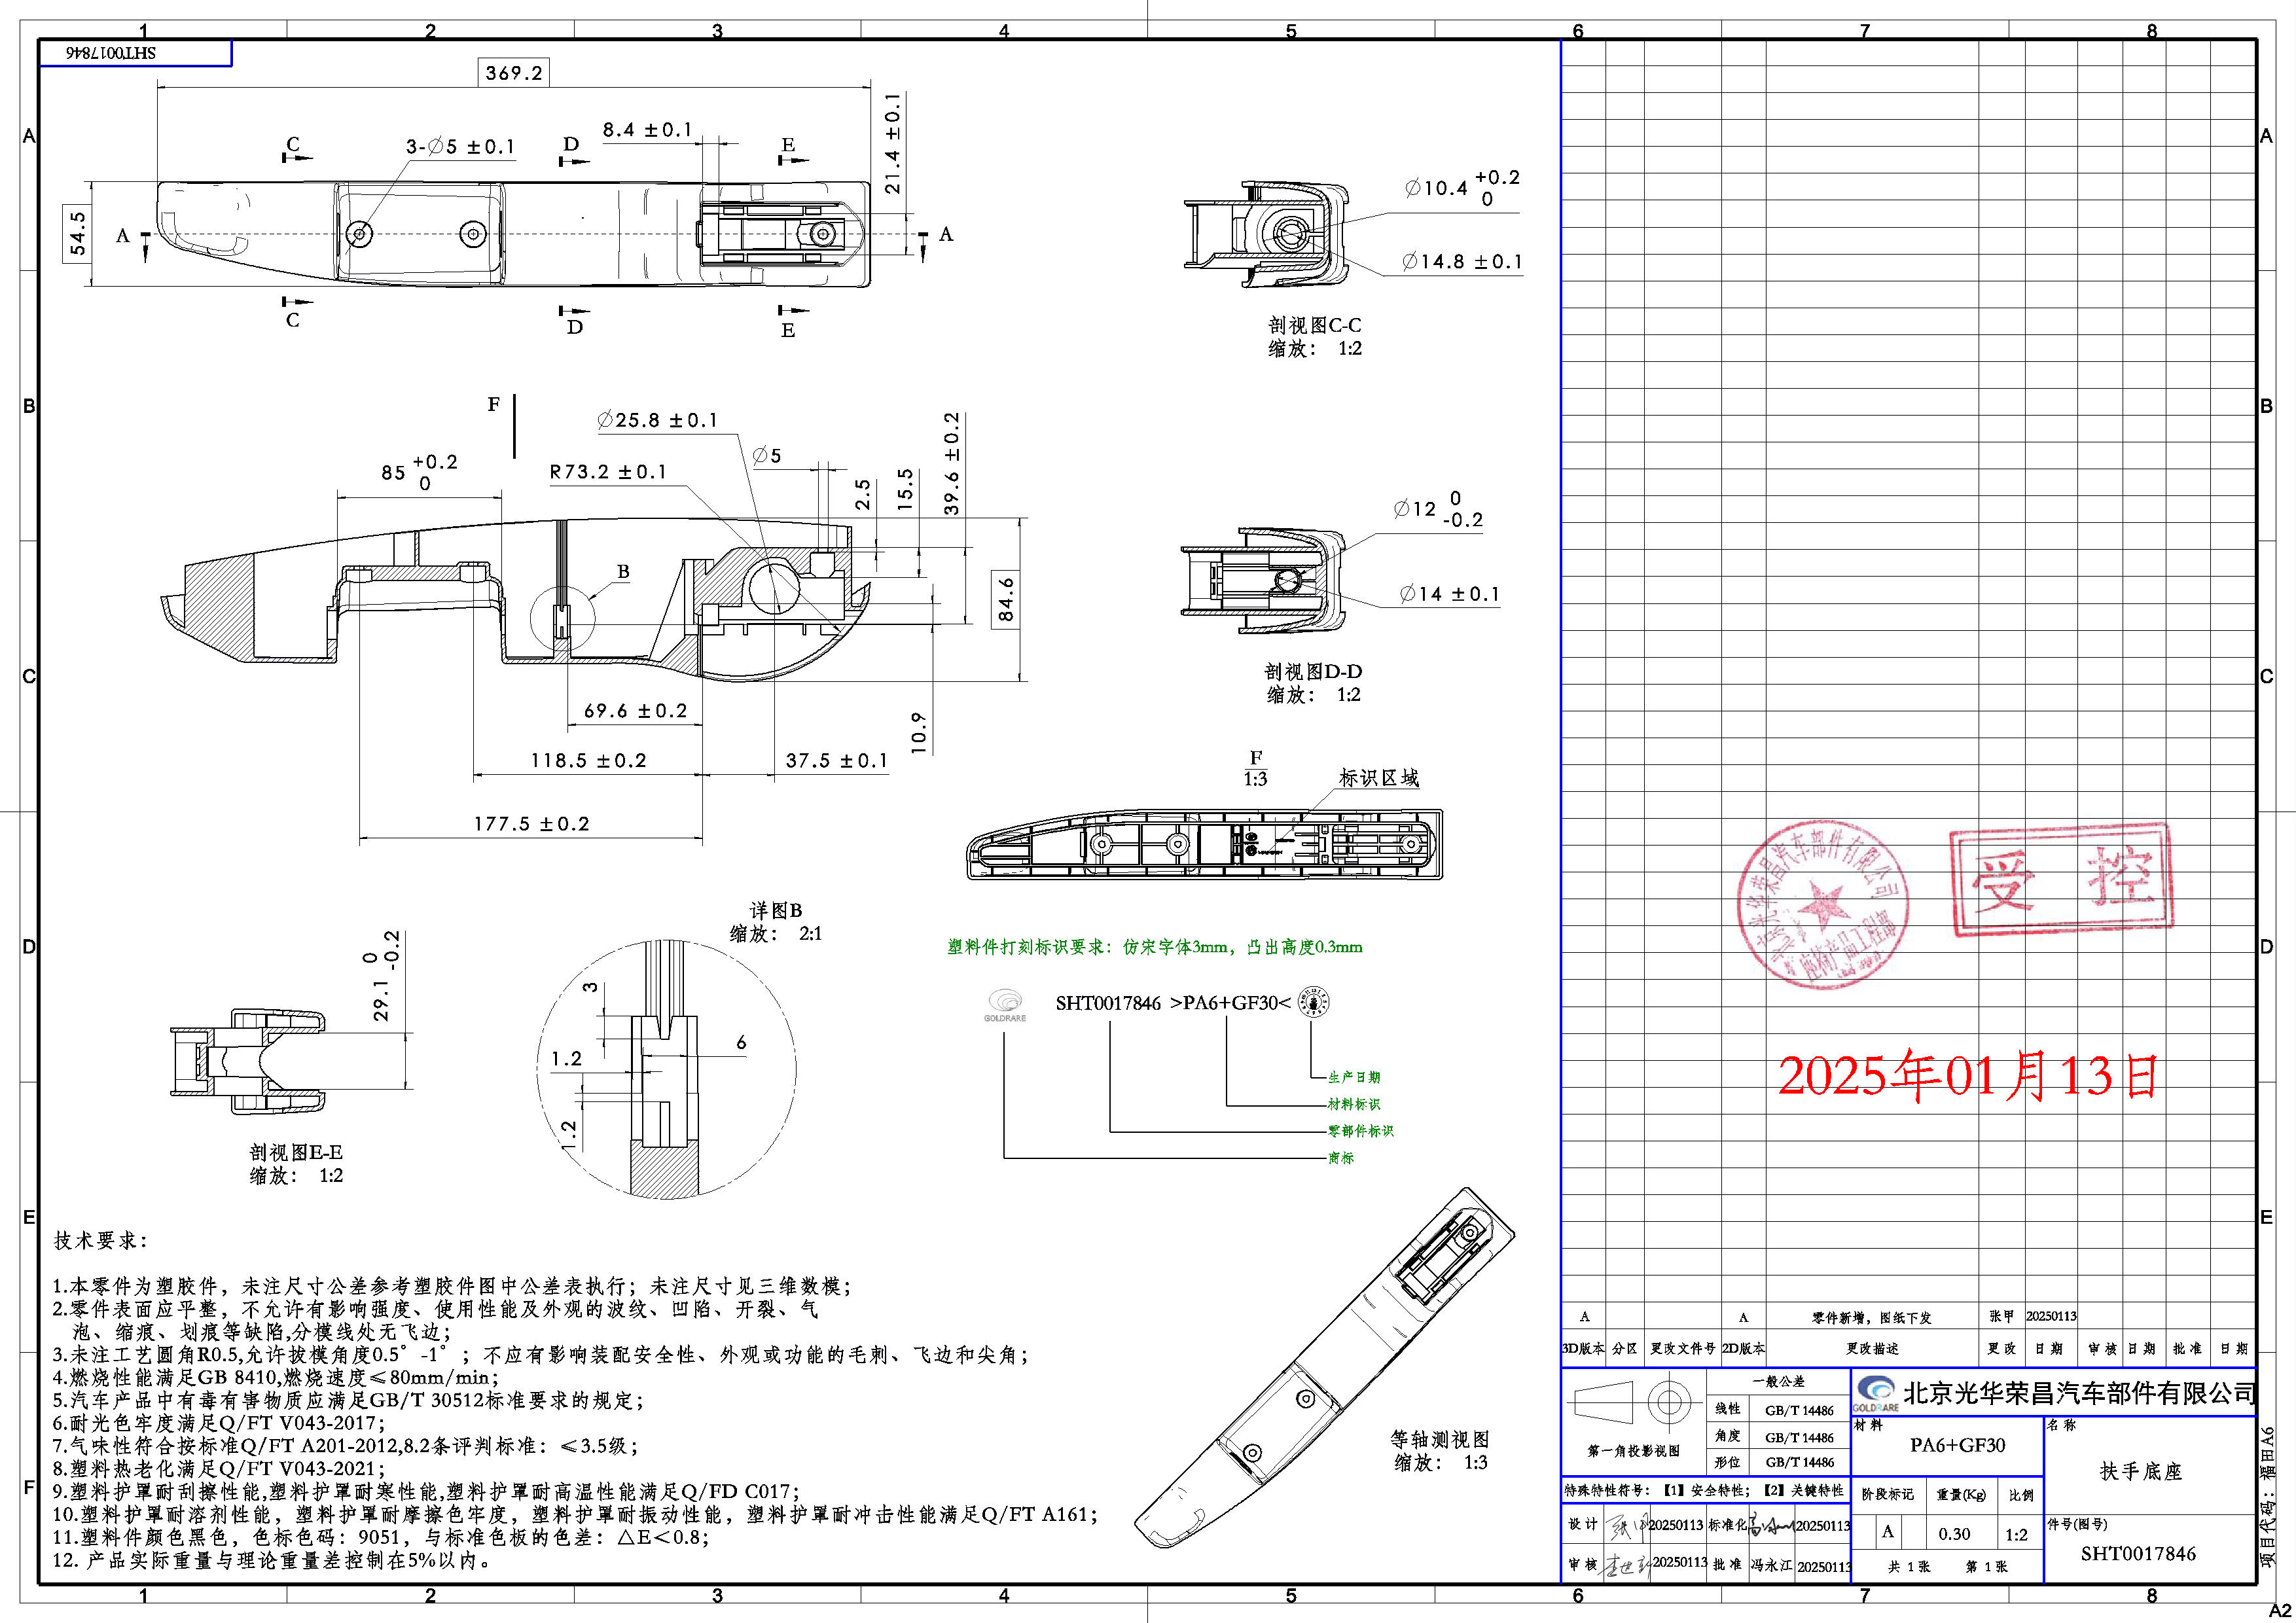 1 2 3 4 5 6 7 8
SHT0017846
369.2
3-∅5 ±0.1
8.4 ±0.1
21.4 ±0.1
54.5
C D E
A A
C D E
∅10.4 +0.2 0
∅14.8 ±0.1
剖视图C-C
缩放： 1:2
F
∅25.8 ±0.1
∅5
85 +0.2 0
R73.2 ±0.1
2.5
15.5
39.6 ±0.2
84.6
B
69.6 ±0.2
118.5 ±0.2
37.5 ±0.1
10.9
177.5 ±0.2
∅12 0 -0.2
∅14 ±0.1
剖视图D-D
缩放： 1:2
F
1:3
标识区域
详图B
缩放： 2:1
3
6
1.2
1.2
29.1 0 -0.2
剖视图E-E
缩放： 1:2
塑料件打刻标识要求：仿宋字体3mm，凸出高度0.3mm
GOLDRARE
SHT0017846 >PA6+GF30<
生产日期
材料标识
零部件标识
商标
等轴测视图
缩放： 1:3
技术要求：
1.本零件为塑胶件，未注尺寸公差参考塑胶件图中公差表执行；未注尺寸见三维数模；
2.零件表面应平整，不允许有影响强度、使用性能及外观的波纹、凹陷、开裂、气
泡、缩痕、划痕等缺陷,分模线处无飞边；
3.未注工艺圆角R0.5,允许拔模角度0.5°-1°；不应有影响装配安全性、外观或功能的毛刺、飞边和尖角；
4.燃烧性能满足GB 8410,燃烧速度≤80mm/min；
5.汽车产品中有毒有害物质应满足GB/T 30512标准要求的规定；
6.耐光色牢度满足Q/FT V043-2017；
7.气味性符合按标准Q/FT A201-2012,8.2条评判标准：≤3.5级；
8.塑料热老化满足Q/FT V043-2021；
9.塑料护罩耐刮擦性能,塑料护罩耐寒性能,塑料护罩耐高温性能满足Q/FD C017；
10.塑料护罩耐溶剂性能，塑料护罩耐摩擦色牢度，塑料护罩耐振动性能，塑料护罩耐冲击性能满足Q/FT A161；
11.塑料件颜色黑色，色标色码：9051，与标准色板的色差：△E＜0.8；
12. 产品实际重量与理论重量差控制在5%以内。
北京光华荣昌汽车部件有限公司
受控
2025年01月13日
A A 零件新增，图纸下发 张甲 20250113
3D版本 分区 更改文件号 2D版本 更改描述 更改 日期 审核 日期 批准 日期
第一角投影视图
一般公差
线性 GB/T 14486
角度 GB/T 14486
形位 GB/T 14486
GOLDRARE
北京光华荣昌汽车部件有限公司
材料
PA6+GF30
名称
扶手底座
特殊特性符号：【1】安全特性；【2】关键特性
阶段标记 重量(Kg) 比例
A 0.30 1:2
设计 20250113 标准化 20250113
审核 20250113 批准 冯永江 20250113
共 1 张 第 1 张
件号(图号)
SHT0017846
项目代码：福田A6
A B C D E F
A B C D E
1 2 3 4 5 6 7 8
A2